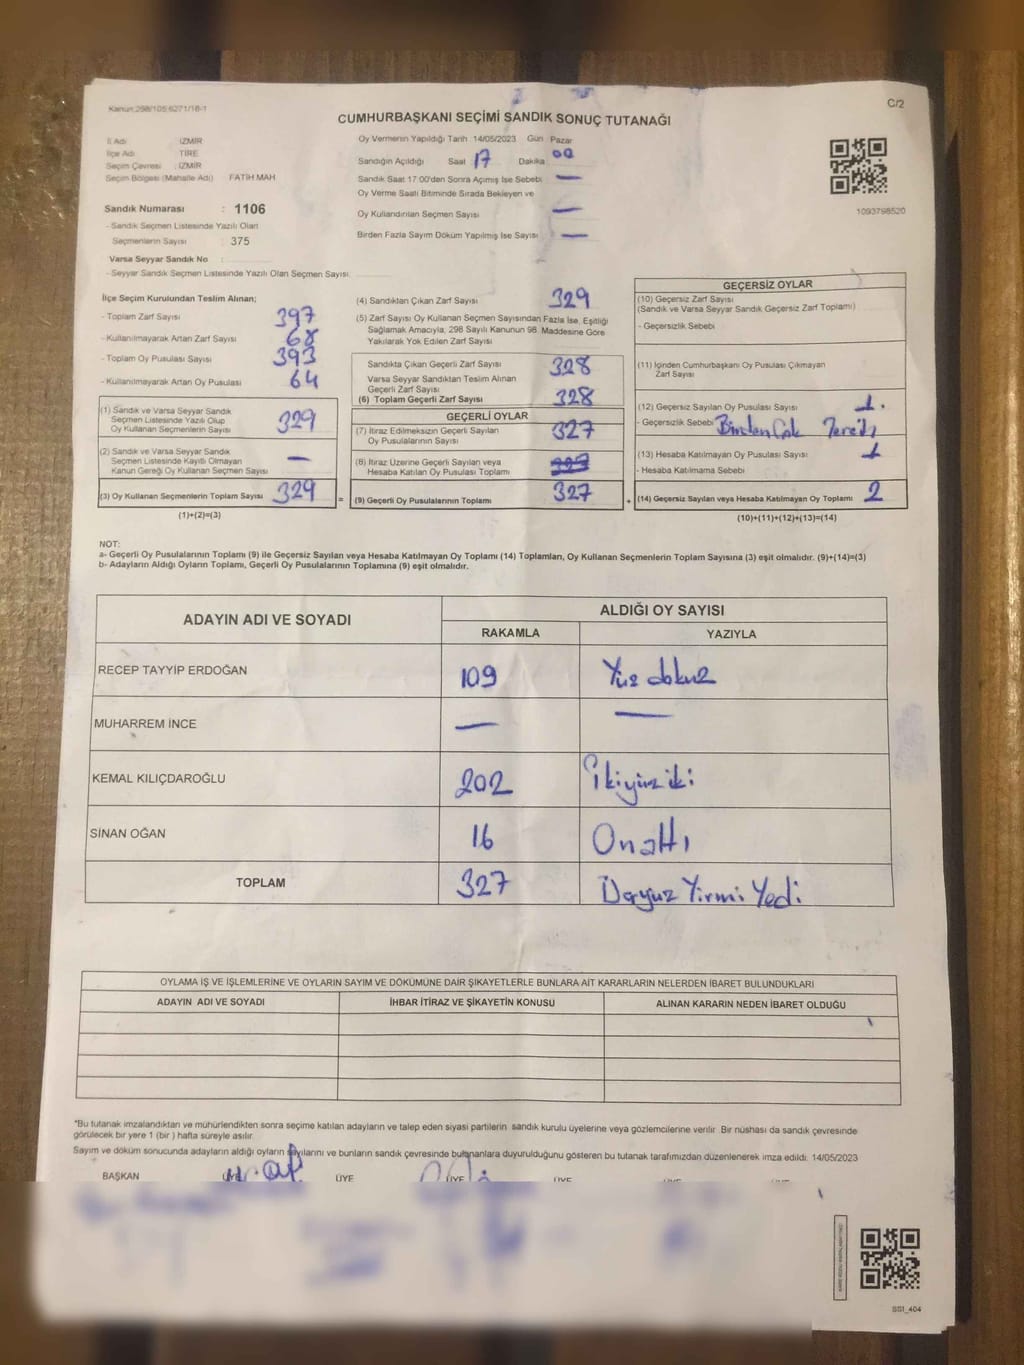 Kanun:298/105;6271/18-1
C/2
CUMHURBAŞKANI SEÇİMİ SANDIK SONUÇ TUTANAĞI
İl Adı : İZMİR
İlçe Adı : TİRE
Seçim Çevresi : İZMİR
Seçim Bölgesi (Mahalle Adı) FATİH MAH
Sandık Numarası : 1106
- Sandık Seçmen Listesinde Yazılı Olan
Seçmenlerin Sayısı : 375
Varsa Seyyar Sandık No :
- Seyyar Sandık Seçmen Listesinde Yazılı Olan Seçmen Sayısı:
Oy Vermenin Yapıldığı Tarih 14/05/2023 Gün Pazar
Sandığın Açıldığı Saat 17 Dakika 00
Sandık Saat 17:00'dan Sonra Açımış İse Sebebi —
Oy Verme Saati Bitiminde Sırada Bekleyen ve
Oy Kullandırılan Seçmen Sayısı —
Birden Fazla Sayım Döküm Yapılmış İse Sayısı —
1093798520
İlçe Seçim Kurulundan Teslim Alınan;
- Toplam Zarf Sayısı 397
- Kullanılmayarak Artan Zarf Sayısı 68
- Toplam Oy Pusulası Sayısı 393
- Kullanılmayarak Artan Oy Pusulası 64
(1) Sandık ve Varsa Seyyar Sandık
Seçmen Listesinde Yazılı Olup
Oy Kullanan Seçmenlerin Sayısı 329
(2) Sandık ve Varsa Seyyar Sandık
Seçmen Listesinde Kayıtlı Olmayan
Kanun Gereği Oy Kullanan Seçmen Sayısı —
(3) Oy Kullanan Seçmenlerin Toplam Sayısı 329 =
(1)+(2)=(3)
(4) Sandıktan Çıkan Zarf Sayısı 329
(5) Zarf Sayısı Oy Kullanan Seçmen Sayısından Fazla İse, Eşitliği
Sağlamak Amacıyla, 298 Sayılı Kanunun 98. Maddesine Göre
Yakılarak Yok Edilen Zarf Sayısı
Sandıkta Çıkan Geçerli Zarf Sayısı 328
Varsa Seyyar Sandıktan Teslim Alınan
Geçerli Zarf Sayısı
(6) Toplam Geçerli Zarf Sayısı 328
GEÇERLİ OYLAR
(7) İtiraz Edilmeksizin Geçerli Sayılan
Oy Pusulalarının Sayısı 327
(8) İtiraz Üzerine Geçerli Sayılan veya
Hesaba Katılan Oy Pusulası Toplamı
(9) Geçerli Oy Pusulalarının Toplamı 327 +
GEÇERSİZ OYLAR
(10) Geçersiz Zarf Sayısı
(Sandık ve Varsa Seyyar Sandık Geçersiz Zarf Toplamı)
- Geçersizlik Sebebi
(11) İçinden Cumhurbaşkanı Oy Pusulası Çıkmayan
Zarf Sayısı
(12) Geçersiz Sayılan Oy Pusulası Sayısı 1.
- Geçersizlik Sebebi Birden Çok
(13) Hesaba Katılmayan Oy Pusulası Sayısı 1
- Hesaba Katılmama Sebebi
(14) Geçersiz Sayılan veya Hesaba Katılmayan Oy Toplamı 2
(10)+(11)+(12)+(13)=(14)
NOT:
a- Geçerli Oy Pusulalarının Toplamı (9) ile Geçersiz Sayılan veya Hesaba Katılmayan Oy Toplamı (14) Toplamları, Oy Kullanan Seçmenlerin Toplam Sayısına (3) eşit olmalıdır. (9)+(14)=(3)
b- Adayların Aldığı Oyların Toplamı, Geçerli Oy Pusulalarının Toplamına (9) eşit olmalıdır.
ADAYIN ADI VE SOYADI
ALDIĞI OY SAYISI
RAKAMLA YAZIYLA
RECEP TAYYİP ERDOĞAN 109 Yüz dokuz
MUHARREM İNCE — —
KEMAL KILIÇDAROĞLU 202 İkiyüziki
SİNAN OĞAN 16 Onaltı
TOPLAM 327 Üçyüz Yirmi Yedi
OYLAMA İŞ VE İŞLEMLERİNE VE OYLARIN SAYIM VE DÖKÜMÜNE DAİR ŞİKAYETLERLE BUNLARA AİT KARARLARIN NELERDEN İBARET BULUNDUKLARI
ADAYIN ADI VE SOYADI İHBAR İTİRAZ VE ŞİKAYETİN KONUSU ALINAN KARARIN NEDEN İBARET OLDUĞU
*Bu tutanak imzalandıktan ve mühürlendikten sonra seçime katılan adayların ve talep eden siyasi partilerin sandık kurulu üyelerine veya gözlemcilerine verilir. Bir nüshası da sandık çevresinde
görülecek bir yere 1 (bir) hafta süreyle asılır.
Sayım ve döküm sonucunda adayların aldığı oyların sayılarını ve bunların sandık çevresinde bulunanlara duyurulduğunu gösteren bu tutanak tarafımızdan düzenlenerek imza edildi. 14/05/2023
BAŞKAN ÜYE ÜYE ÜYE ÜYE
SS1_404